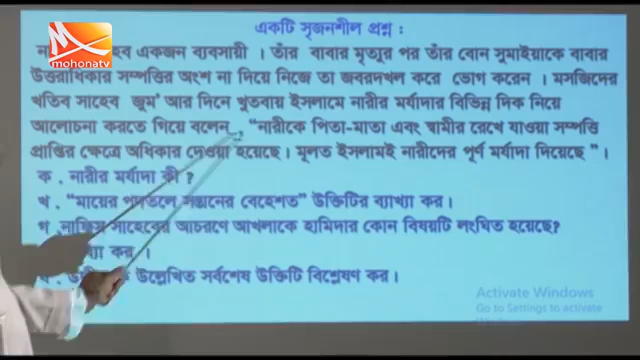 mohonatv
একটি সৃজনশীল প্রশ্ন :
একজন ব্যবসায়ী । তাঁর বাবার মৃত্যুর পর তাঁর বোন সুমাইয়াকে বাবার
উত্তরাধিকার সম্পত্তির অংশ না দিয়ে নিজে তা জবরদখল করে ভোগ করেন । মসজিদের
খতিব সাহেব জুম'আর দিনে খুতবায় ইসলামে নারীর মর্যাদার বিভিন্ন দিক নিয়ে
আলোচনা করতে গিয়ে বলেন, "নারীকে পিতা-মাতা এবং স্বামীর রেখে যাওয়া সম্পত্তি
প্রাপ্তির ক্ষেত্রে অধিকার দেওয়া হয়েছে। মূলত ইসলামই নারীদের পূর্ণ মর্যাদা দিয়েছে "।
ক . নারীর মর্যাদা কী ?
খ . "মায়ের পদতলে সন্তানের বেহেশত" উক্তিটির ব্যাখ্যা কর।
গ সাহেবের আচরণে আখলাকে হামিদার কোন বিষয়টি লংঘিত হয়েছে?
কর ।
উল্লেখিত সর্বশেষ উক্তিটি বিশ্লেষণ কর।
Activate Windows
Go to Settings to activate